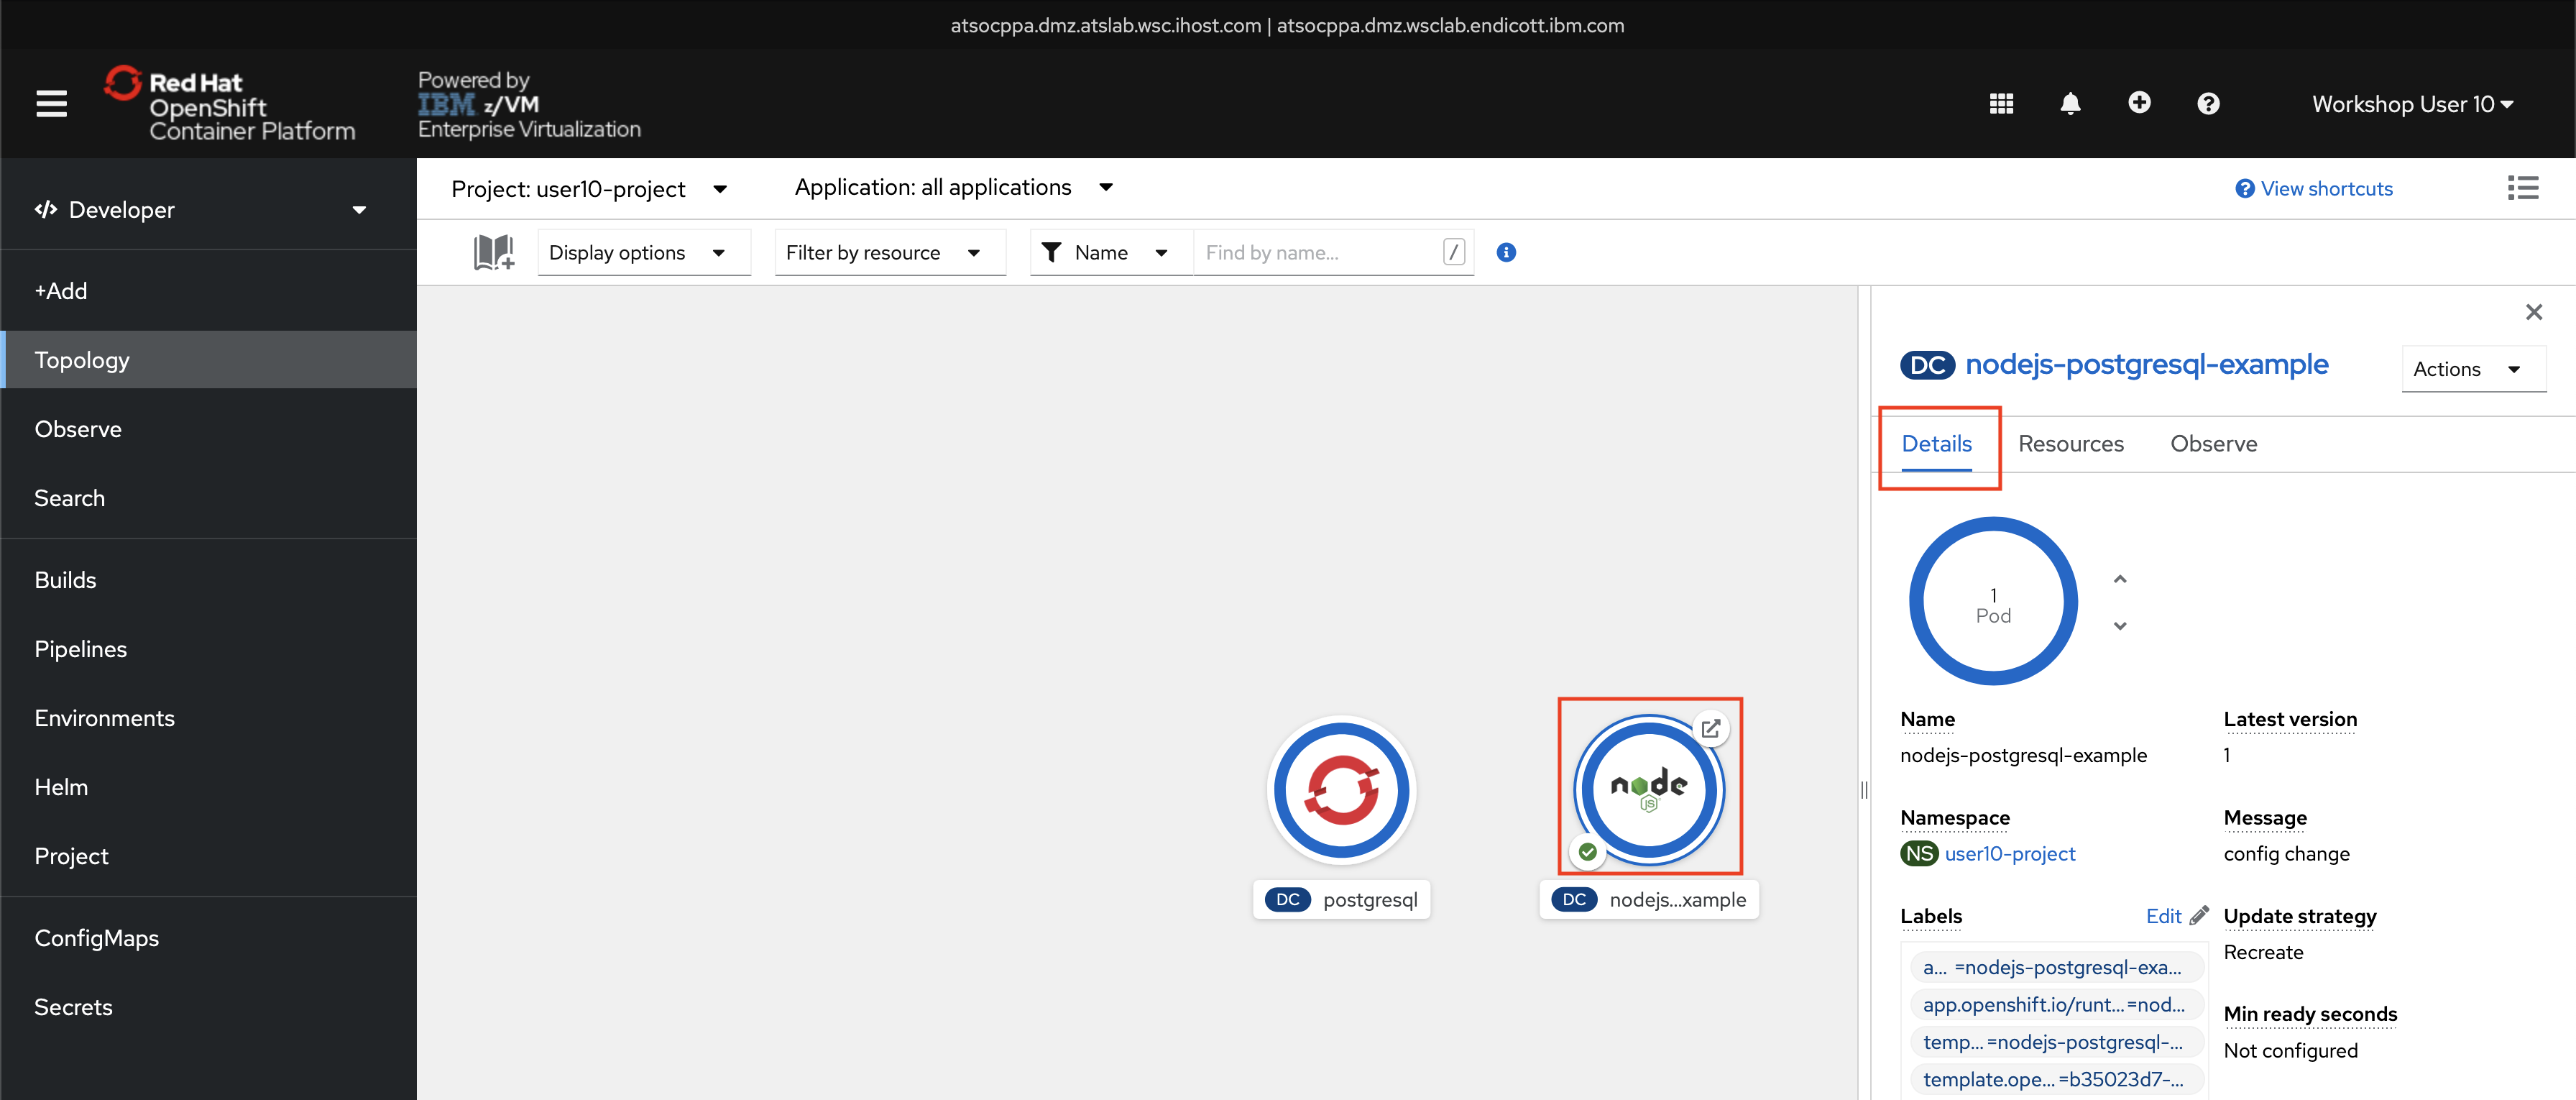 atsocppa.dmz.atslab.wsc.ihost.com | atsocppa.dmz.wsclab.endicott.ibm.com
Red Hat
OpenShift
Container Platform
Powered by
IBM z/VM
Enterprise Virtualization
Workshop User 10
Developer
+Add
Topology
Observe
Search
Builds
Pipelines
Environments
Helm
Project
ConfigMaps
Secrets
Project: user10-project
Application: all applications
View shortcuts
Display options
Filter by resource
Name
Find by name...
/
postgresql
DC postgresql
node
JS
DC nodejs...xample
DC nodejs-postgresql-example
Actions
Details
Resources
Observe
1
Pod
Name
nodejs-postgresql-example
Latest version
1
Namespace
NS user10-project
Message
config change
Labels
Edit
a... =nodejs-postgresql-exa...
app.openshift.io/runt... =nod...
temp... =nodejs-postgresql-...
template.ope... =b35023d7-...
Update strategy
Recreate
Min ready seconds
Not configured